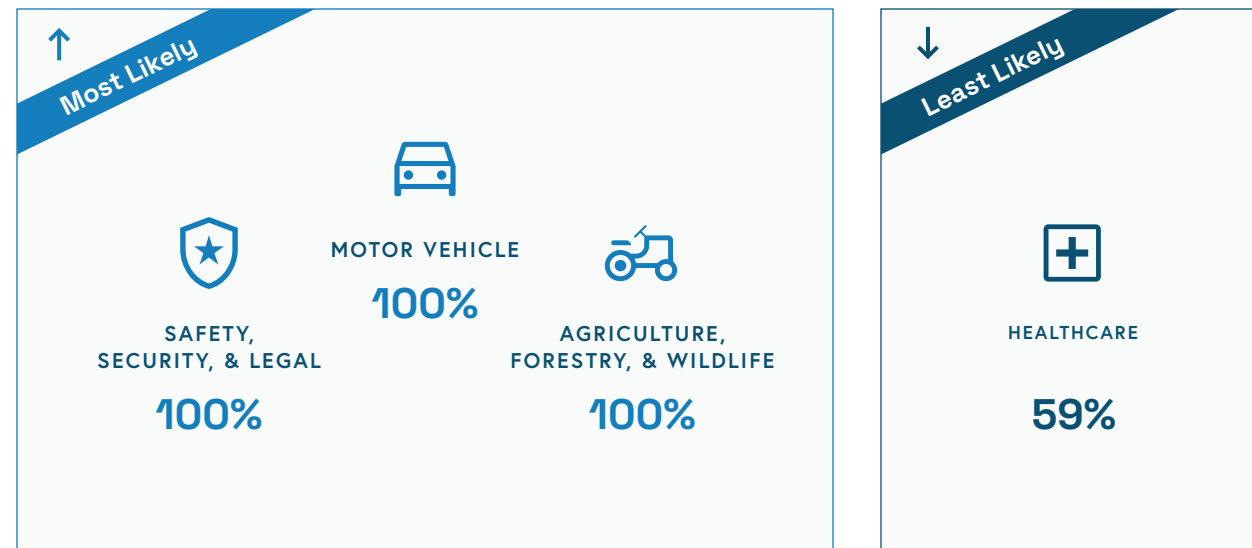 Most Likely
MOTOR VEHICLE
100%
SAFETY,
SECURITY, & LEGAL
100%
AGRICULTURE,
FORESTRY, & WILDLIFE
100%
Least Likely
HEALTHCARE
59%